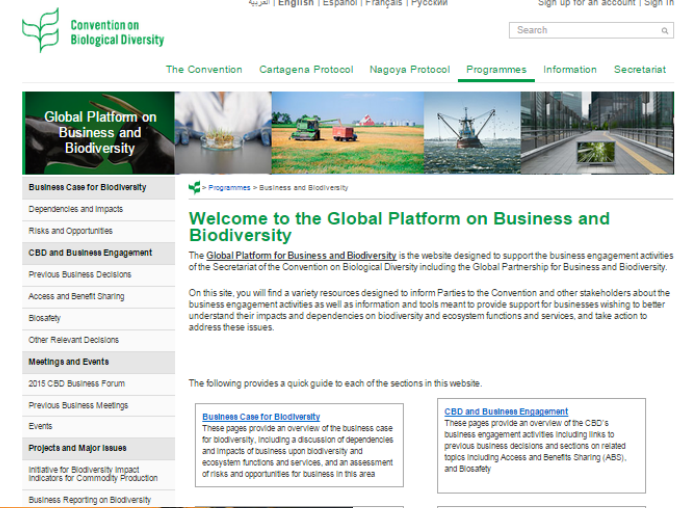 العربية | English | Español | Français | Русский
Sign up for an account | Sign In
Convention on
Biological Diversity
Search
The Convention Cartagena Protocol Nagoya Protocol Programmes Information Secretariat
Global Platform on
Business and
Biodiversity
Business Case for Biodiversity
Dependencies and Impacts
Risks and Opportunities
CBD and Business Engagement
Previous Business Decisions
Access and Benefit Sharing
Biosafety
Other Relevant Decisions
Meetings and Events
2015 CBD Business Forum
Previous Business Meetings
Events
Projects and Major Issues
Initiative for Biodiversity Impact
Indicators for Commodity Production
Business Reporting on Biodiversity
> Programmes > Business and Biodiversity
Welcome to the Global Platform on Business and
Biodiversity
The Global Platform for Business and Biodiversity is the website designed to support the business engagement activities
of the Secretariat of the Convention on Biological Diversity including the Global Partnership for Business and Biodiversity.
On this site, you will find a variety resources designed to inform Parties to the Convention and other stakeholders about the
business engagement activities as well as information and tools meant to provide support for businesses wishing to better
understand their impacts and dependencies on biodiversity and ecosystem functions and services, and take action to
address these issues.
The following provides a quick guide to each of the sections in this website.
Business Case for Biodiversity
These pages provide an overview of the business case
for biodiversity, including a discussion of dependencies
and impacts of business upon biodiversity and
ecosystem functions and services, and an assessment
of risks and opportunities for business in this area
CBD and Business Engagement
These pages provide an overview of the CBD's
business engagement activities including links to
previous business decisions and sections on related
topics including Access and Benefits Sharing (ABS),
and Biosafety